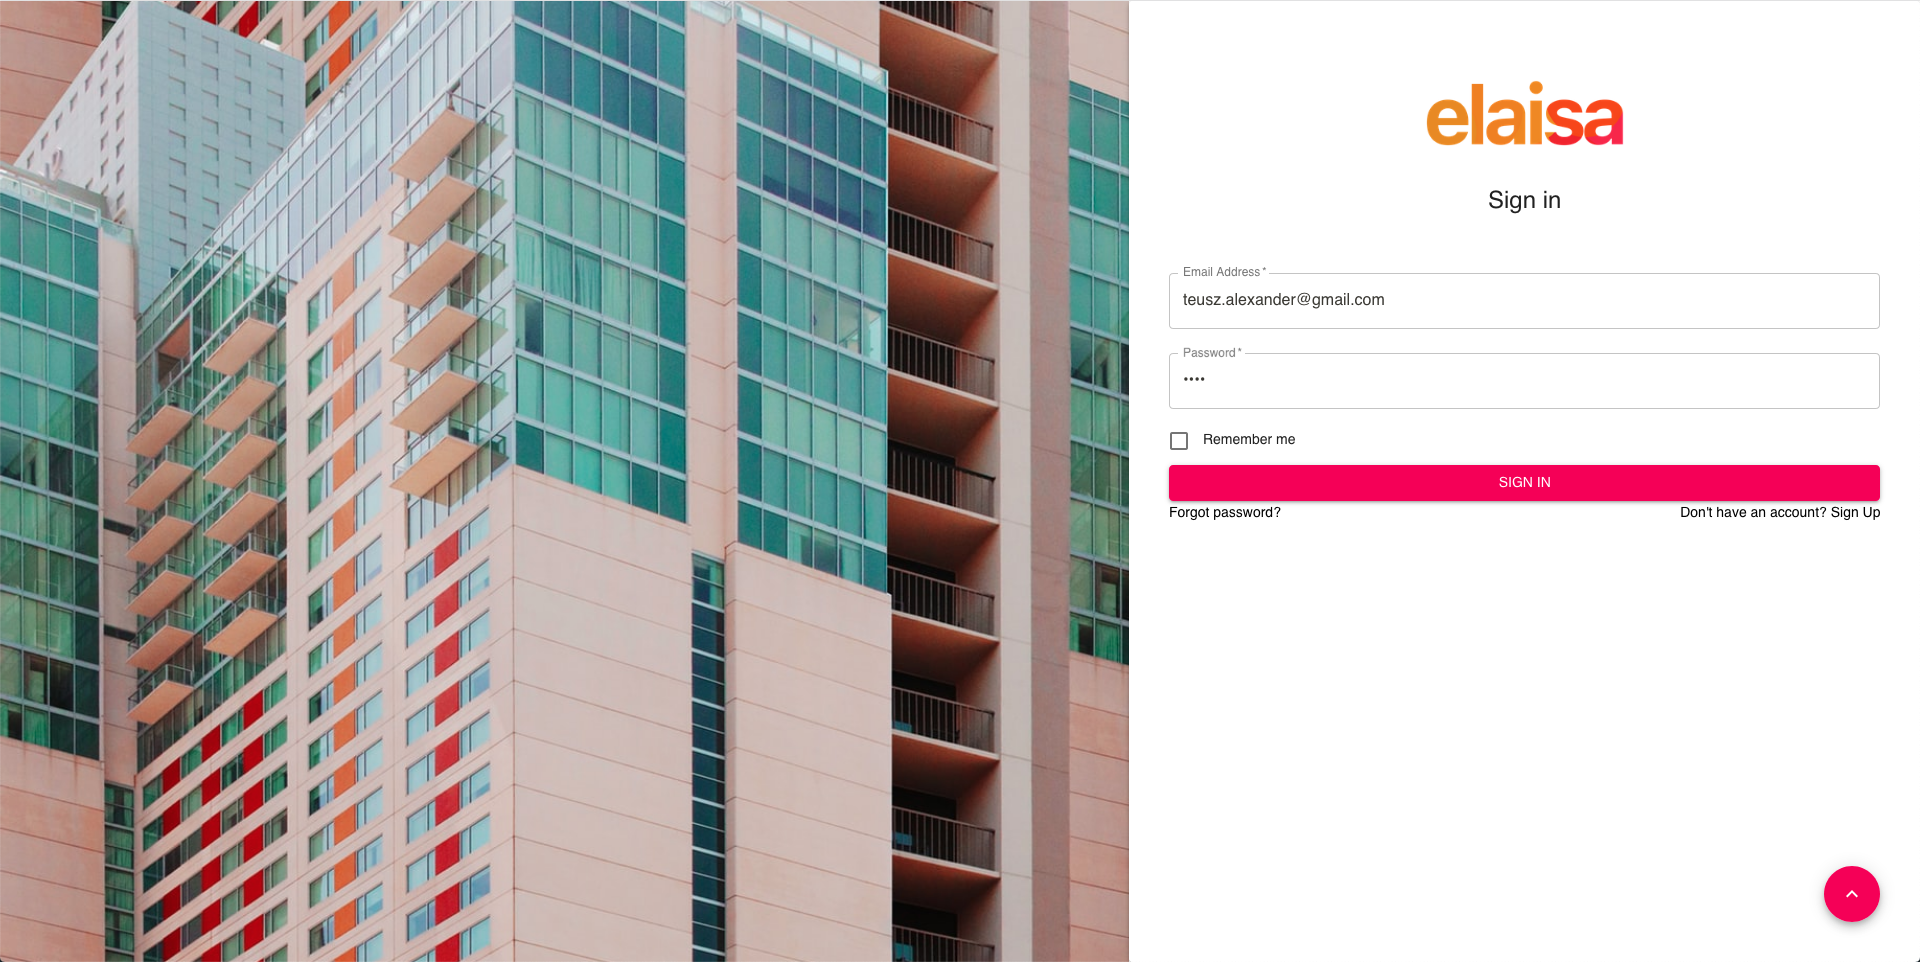 elaisa
Sign in
Email Address *
teusz.alexander@gmail.com
Password *
••••
Remember me
SIGN IN
Forgot password?
Don't have an account? Sign Up